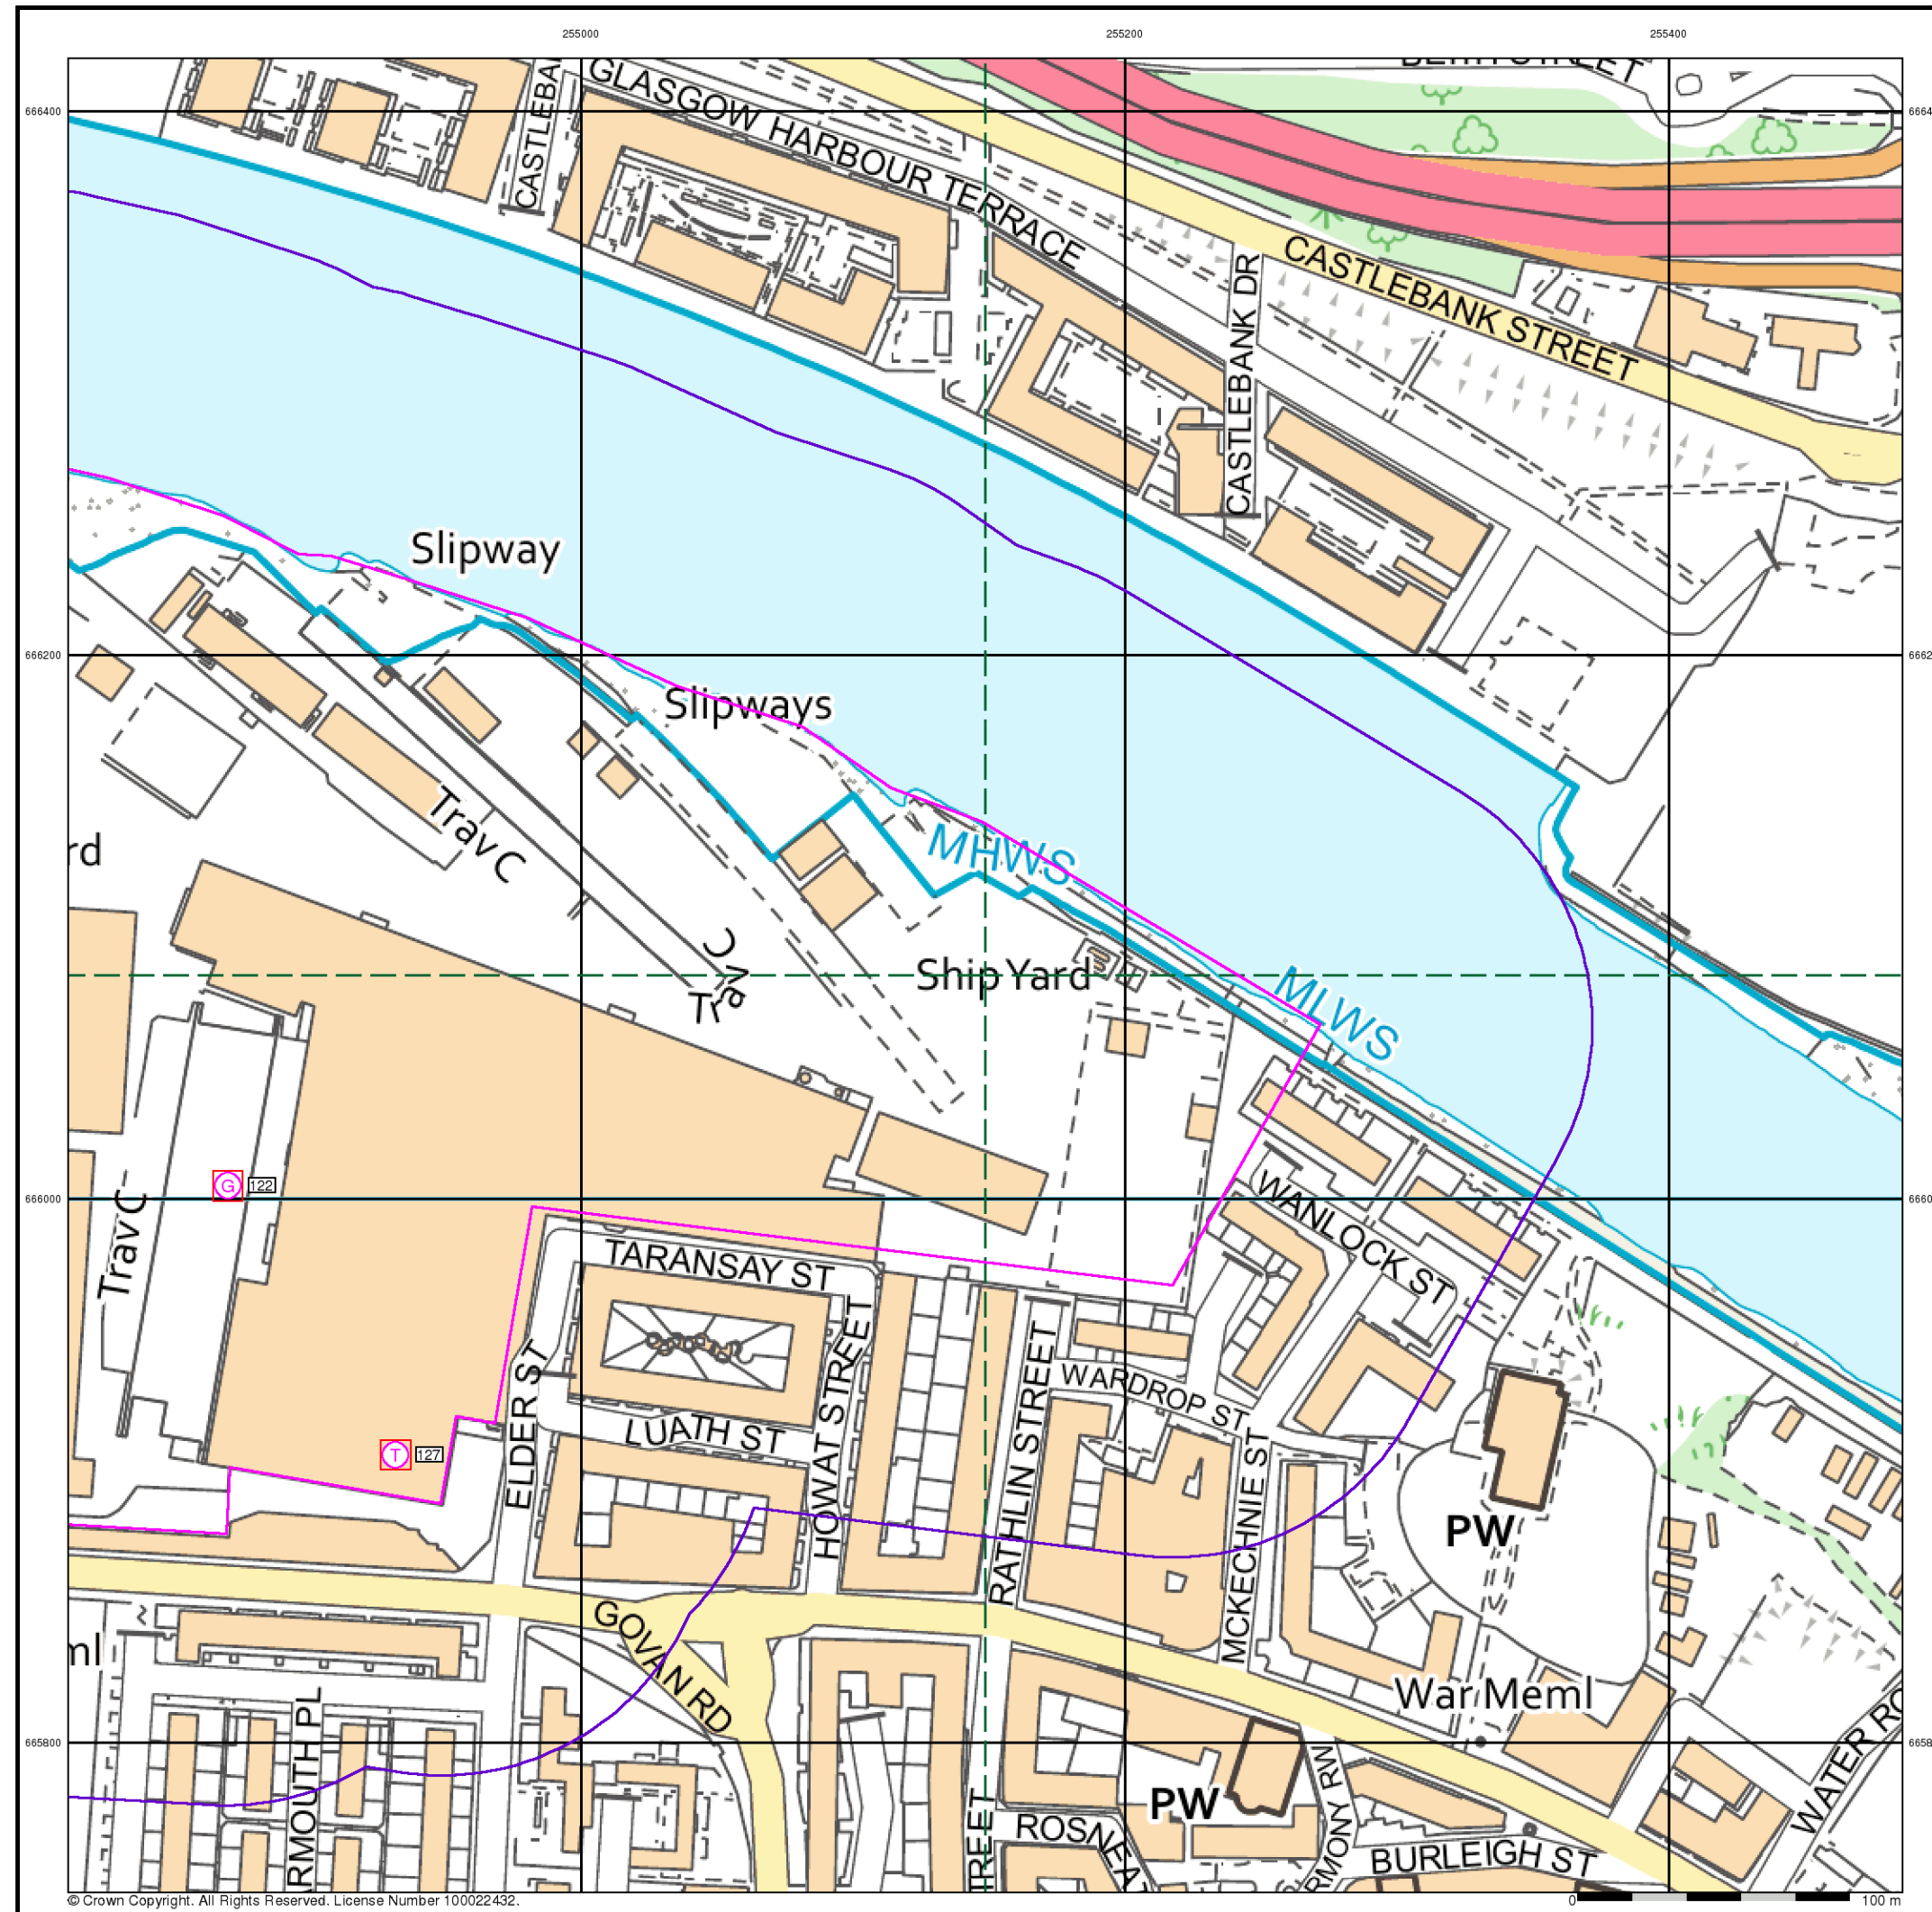 255000
255200
255400
666400
GLASGOW HARBOUR TERRACE
CASTLEBANK STREET
CASTLEBANK DR
Slipway
666200
Slipways
Trav C
rd
MHWS
Trav C
Ship Yard
MLWS
G 122
666000
Trav C
WANLOCK ST
TARANSAY ST
ELDER ST
HOWAT STREET
RATHLIN STREET
WARDROP ST
LUATH ST
T 127
MCKECHNIE ST
PW
GOVAN RD
ml
War Meml
665800
RMOUTH PL
PW
WATER RO
TREET
ROSNEAT
RMONY RW
BURLEIGH ST
© Crown Copyright. All Rights Reserved. License Number 100022432.
0 100 m